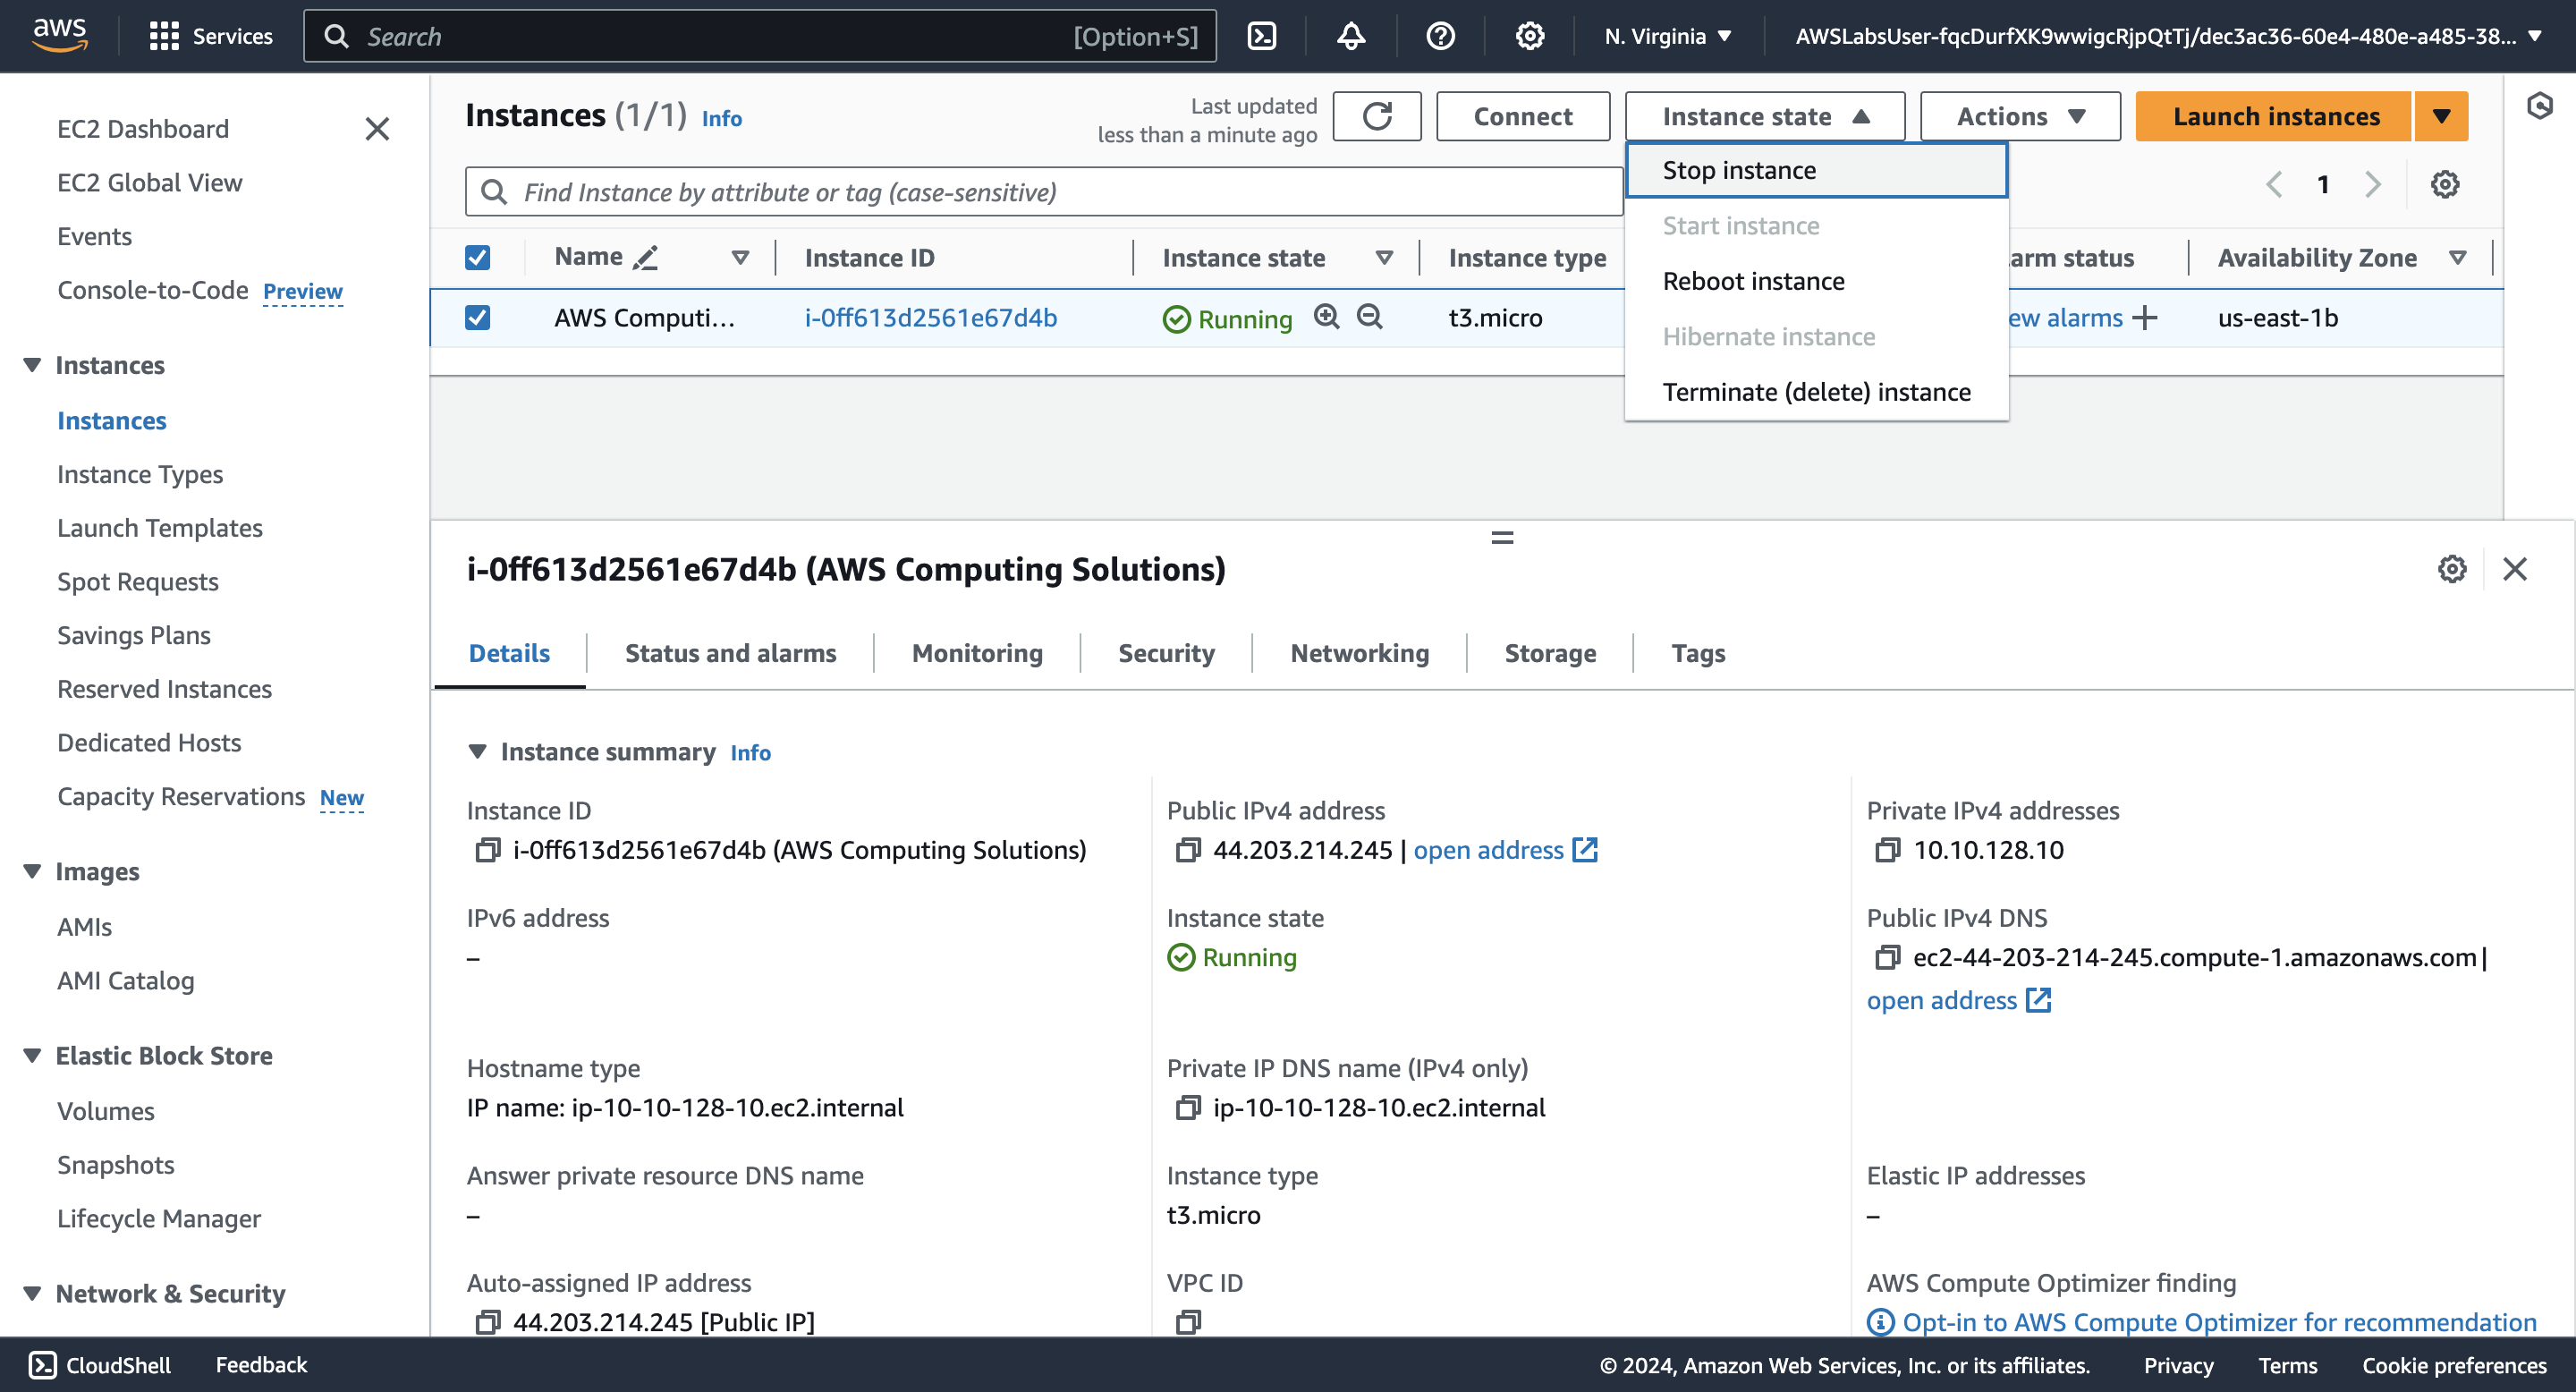 aws
Services
Search
[Option+S]
N. Virginia
AWSLabsUser-fqcDurfXK9wwigcRjpQtTj/dec3ac36-60e4-480e-a485-38...
EC2 Dashboard
EC2 Global View
Events
Console-to-Code Preview
Instances
Instances
Instance Types
Launch Templates
Spot Requests
Savings Plans
Reserved Instances
Dedicated Hosts
Capacity Reservations New
Images
AMIs
AMI Catalog
Elastic Block Store
Volumes
Snapshots
Lifecycle Manager
Network & Security
Instances (1/1) Info
Last updated
less than a minute ago
Connect
Instance state
Actions
Launch instances
Find Instance by attribute or tag (case-sensitive)
1
Stop instance
Start instance
Reboot instance
Hibernate instance
Terminate (delete) instance
Name
Instance ID
Instance state
Instance type
arm status
Availability Zone
AWS Computi...
i-0ff613d2561e67d4b
Running
t3.micro
ew alarms
us-east-1b
i-0ff613d2561e67d4b (AWS Computing Solutions)
Details
Status and alarms
Monitoring
Security
Networking
Storage
Tags
Instance summary Info
Instance ID
i-0ff613d2561e67d4b (AWS Computing Solutions)
Public IPv4 address
44.203.214.245 | open address
Private IPv4 addresses
10.10.128.10
IPv6 address
–
Instance state
Running
Public IPv4 DNS
ec2-44-203-214-245.compute-1.amazonaws.com |
open address
Hostname type
IP name: ip-10-10-128-10.ec2.internal
Private IP DNS name (IPv4 only)
ip-10-10-128-10.ec2.internal
Answer private resource DNS name
–
Instance type
t3.micro
Elastic IP addresses
–
Auto-assigned IP address
44.203.214.245 [Public IP]
VPC ID
AWS Compute Optimizer finding
Opt-in to AWS Compute Optimizer for recommendation
CloudShell
Feedback
© 2024, Amazon Web Services, Inc. or its affiliates.
Privacy
Terms
Cookie preferences